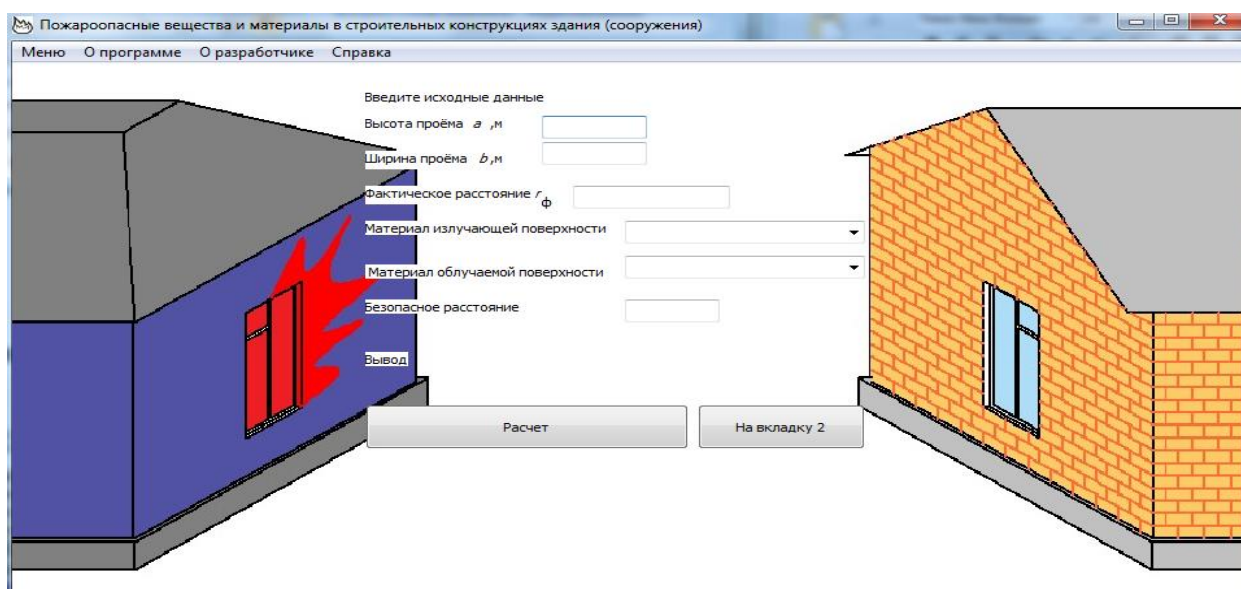 Пожароопасные вещества и материалы в строительных конструкциях здания (сооружения)
Меню О программе О разработчике Справка
Введите исходные данные
Высота проёма a ,м
Ширина проёма b,м
Фактическое расстояние r ф
Материал излучающей поверхности
Материал облучаемой поверхности
Безопасное расстояние
Вывод
Расчет На вкладку 2